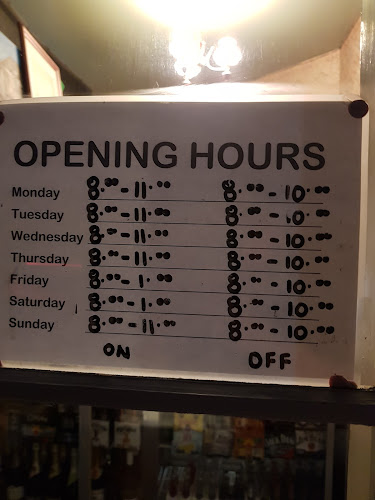 OPENING HOURS
Monday 8.00-11.00 8.00-10.00
Tuesday 8.00-11.00 8.00-10.00
Wednesday 8.00-11.00 8.00-10.00
Thursday 8.00-11.00 8.00-10.00
Friday 8.00-1.00 8.00-10.00
Saturday 8.00-1.00 8.00-10.00
Sunday 8.00-11.00 8.00-10.00
ON OFF